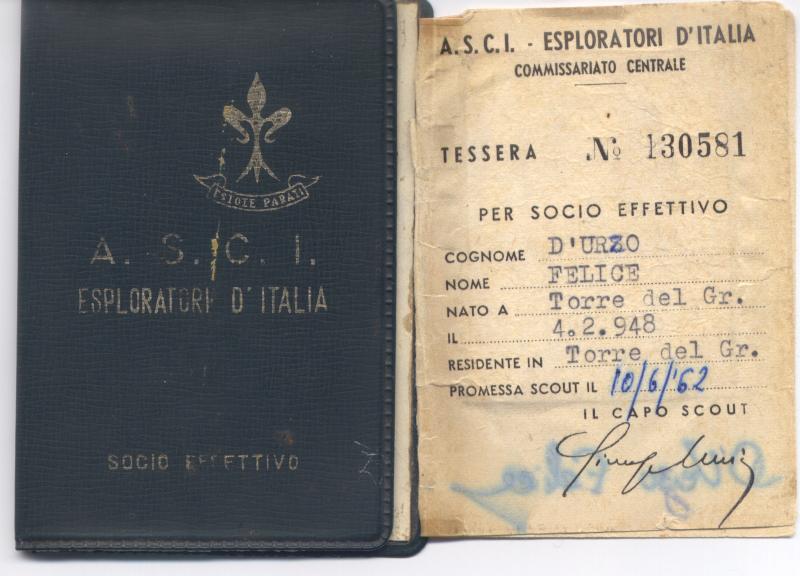 ESTOTE PARATI
A. S. C. I.
ESPLORATORI D'ITALIA
SOCIO EFFETTIVO
A.S.C.I. - ESPLORATORI D'ITALIA
COMMISSARIATO CENTRALE
TESSERA № 130581
PER SOCIO EFFETTIVO
COGNOME D'URZO
NOME FELICE
NATO A Torre del Gr.
IL 4.2.948
RESIDENTE IN Torre del Gr.
PROMESSA SCOUT IL 10/6/'62
IL CAPO SCOUT